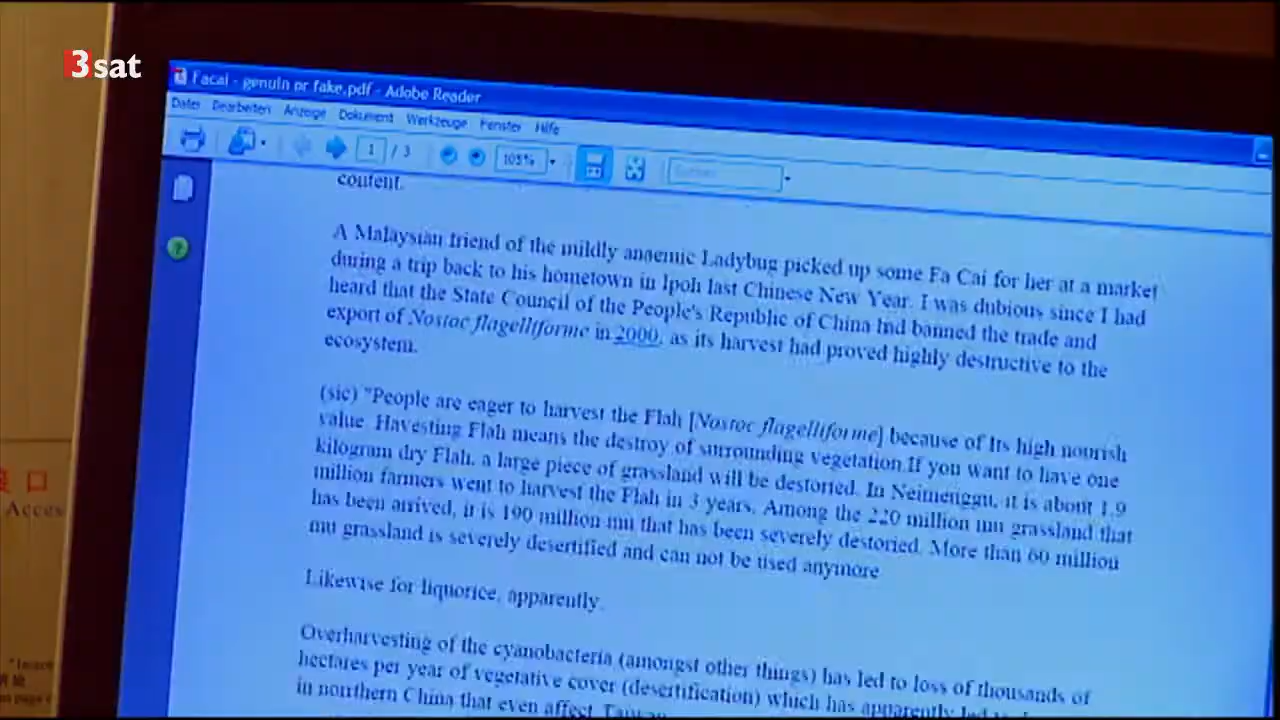 3sat
Facai - genuin or fake.pdf - Adobe Reader
Datei Bearbeiten Anzeige Dokument Werkzeuge Fenster Hilfe
1 / 3 105%
content.
A Malaysian friend of the mildly anaemic Ladybug picked up some Fa Cai for her at a market
during a trip back to his hometown in Ipoh last Chinese New Year. I was dubious since I had
heard that the State Council of the People's Republic of China had banned the trade and
export of Nostoc flagelliforme in 2000, as its harvest had proved highly destructive to the
ecosystem.
(sic) "People are eager to harvest the Flah [Nostoc flagelliforme] because of its high nourish
value. Havesting Flah means the destroy of surrounding vegetation.If you want to have one
kilogram dry Flah, a large piece of grassland will be destoried. In Neimenggu, it is about 1.9
million farmers went to harvest the Flah in 3 years. Among the 220 million mu grassland that
has been arrived, it is 190 million mu that has been severely destoried. More than 60 million
mu grassland is severely desertified and can not be used anymore
Likewise for liquorice, apparently.
Overharvesting of the cyanobacteria (amongst other things) has led to loss of thousands of
hectares per year of vegetative cover (desertification) which has apparently led
in northern China that even affect Taiwan
口
Acces